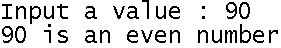 Input a value : 90
90 is an even number